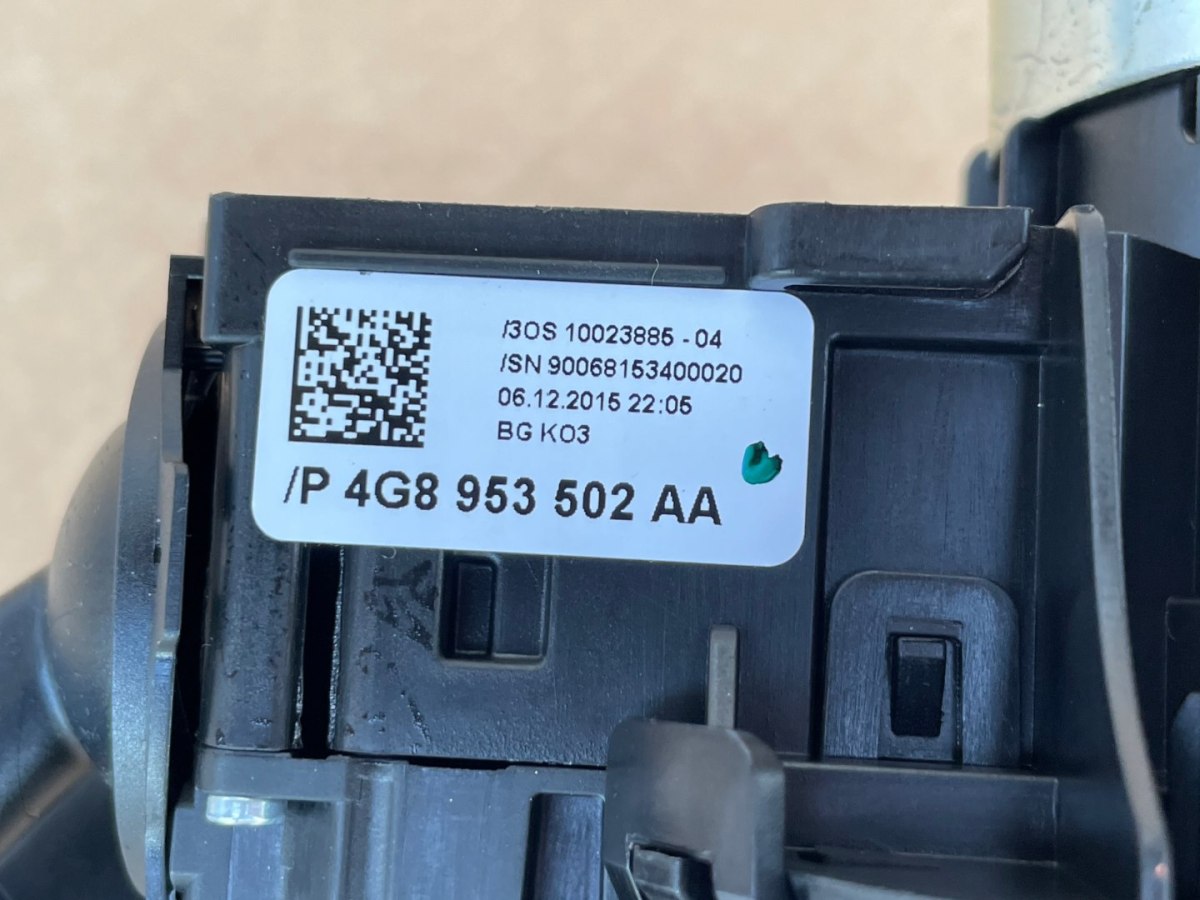 /3OS 10023885 - 04
/SN 90068153400020
06.12.2015 22:05
BG K03
/P 4G8 953 502 AA